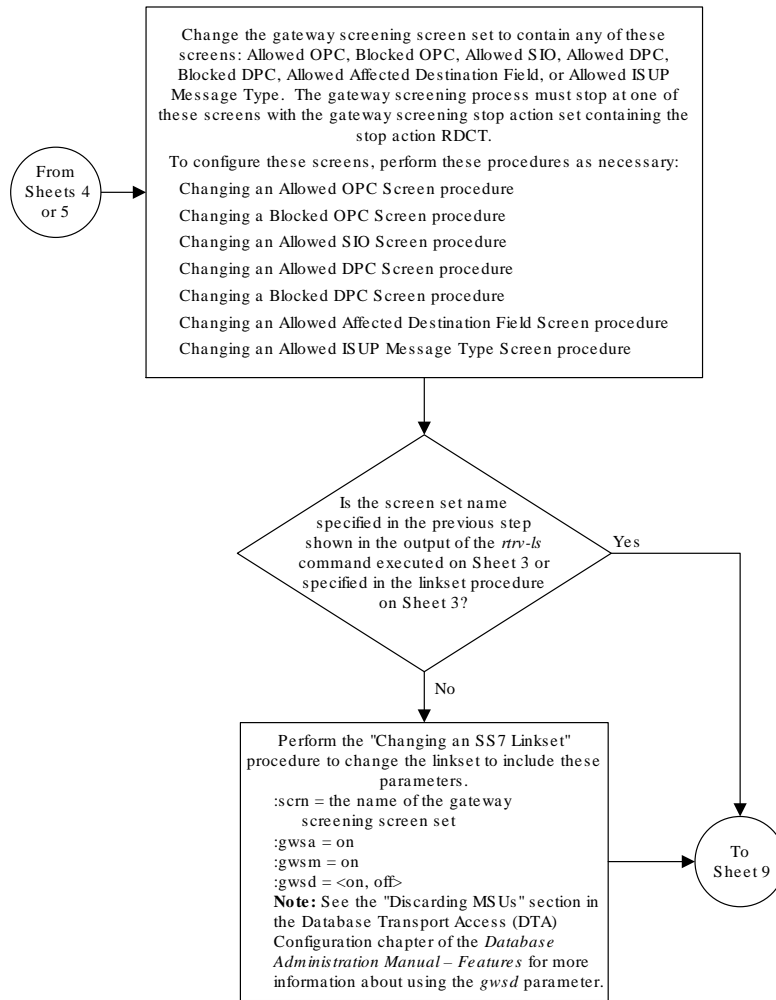 Change the gateway screening screen set to contain any of these
screens: Allowed OPC, Blocked OPC, Allowed SIO, Allowed DPC,
Blocked DPC, Allowed Affected Destination Field, or Allowed ISUP
Message Type. The gateway screening process must stop at one of
these screens with the gateway screening stop action set containing the
stop action RDCT.
To configure these screens, perform these procedures as necessary:
Changing an Allowed OPC Screen procedure
Changing a Blocked OPC Screen procedure
Changing an Allowed SIO Screen procedure
Changing an Allowed DPC Screen procedure
Changing a Blocked DPC Screen procedure
Changing an Allowed Affected Destination Field Screen procedure
Changing an Allowed ISUP Message Type Screen procedure
From
Sheets 4
or 5
Is the screen set name
specified in the previous step
shown in the output of the rtrv-ls
command executed on Sheet 3 or
specified in the linkset procedure
on Sheet 3?
Yes
No
Perform the "Changing an SS7 Linkset"
procedure to change the linkset to include these
parameters.
:scrn = the name of the gateway
screening screen set
:gwsa = on
:gwsm = on
:gwsd = <on, off>
Note: See the "Discarding MSUs" section in
the Database Transport Access (DTA)
Configuration chapter of the Database
Administration Manual – Features for more
information about using the gwsd parameter.
To
Sheet 9